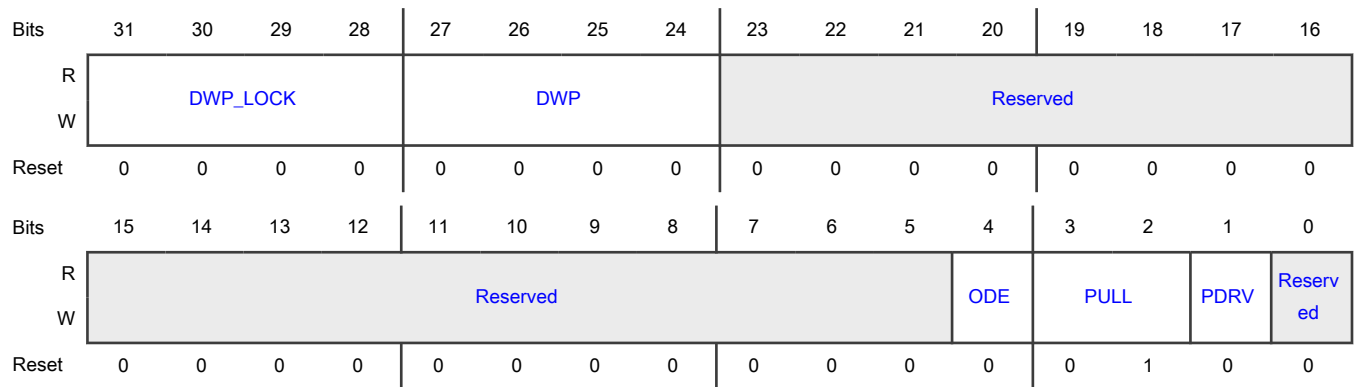 Bits 31 30 29 28 27 26 25 24 23 22 21 20 19 18 17 16
R
DWP_LOCK DWP Reserved
W
Reset 0 0 0 0 0 0 0 0 0 0 0 0 0 0 0 0
Bits 15 14 13 12 11 10 9 8 7 6 5 4 3 2 1 0
R
Reserved ODE PULL PDRV Reserv
ed
W
Reset 0 0 0 0 0 0 0 0 0 0 0 0 0 1 0 0